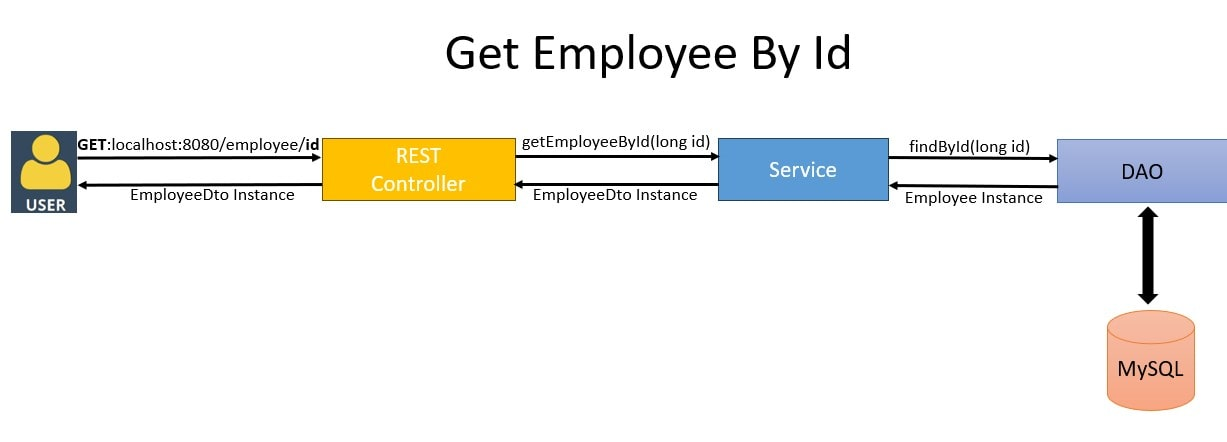 Get Employee By Id
GET:localhost:8080/employee/id
EmployeeDto Instance
USER
REST
Controller
getEmployeeById(long id)
EmployeeDto Instance
Service
findById(long id)
Employee Instance
DAO
MySQL